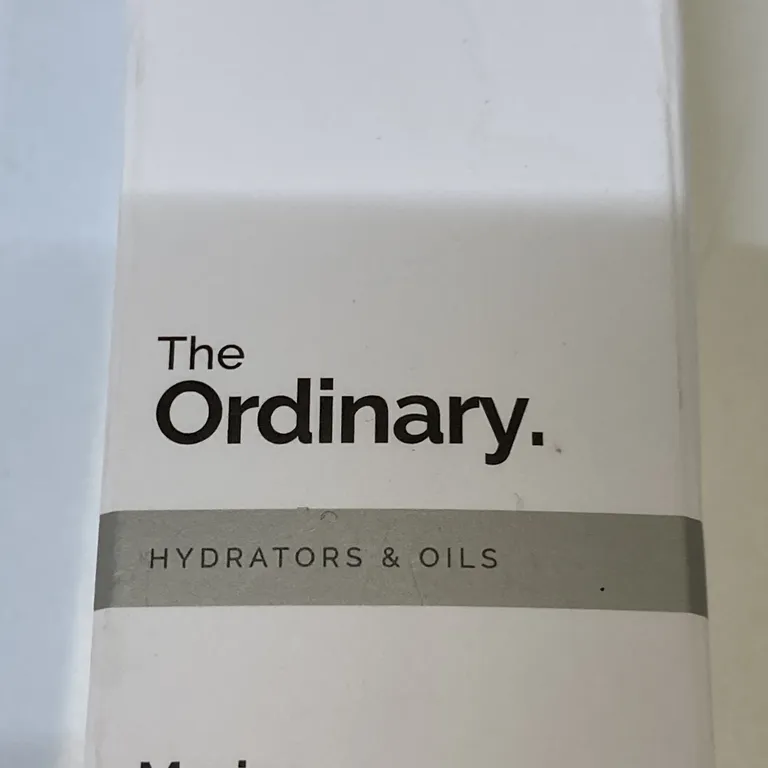 The
Ordinary.
HYDRATORS & OILS